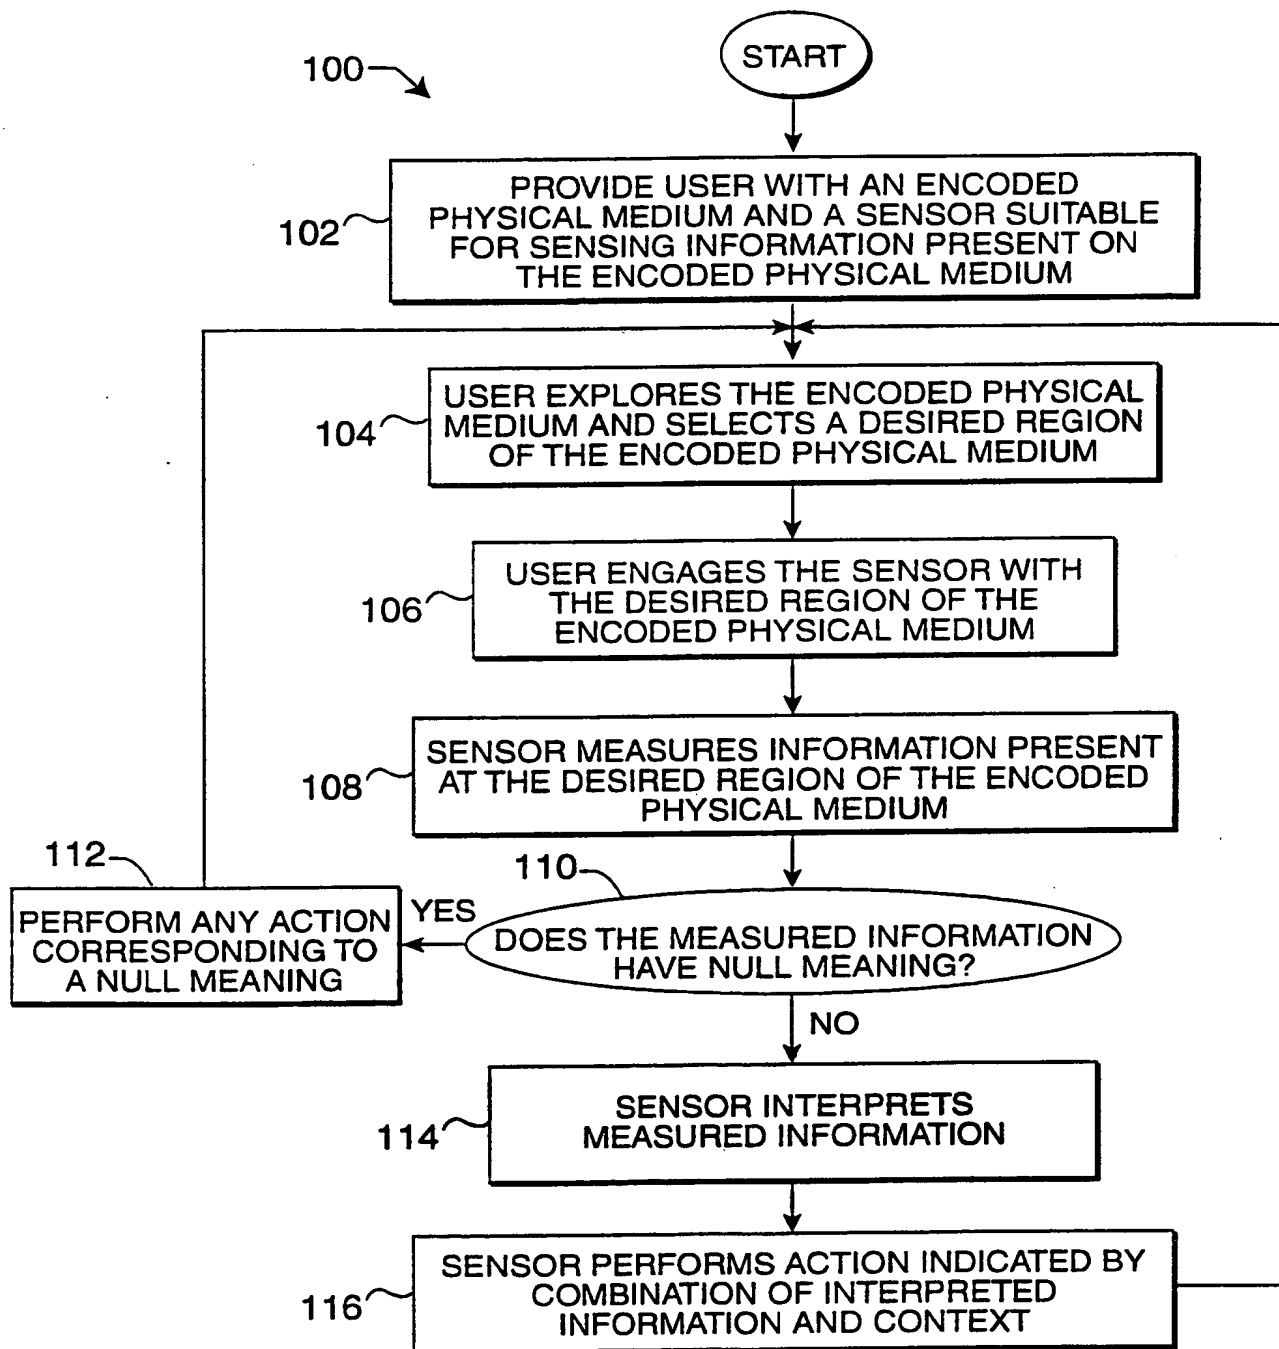 START
100
PROVIDE USER WITH AN ENCODED
PHYSICAL MEDIUM AND A SENSOR SUITABLE
FOR SENSING INFORMATION PRESENT ON
THE ENCODED PHYSICAL MEDIUM
102
USER EXPLORES THE ENCODED PHYSICAL
MEDIUM AND SELECTS A DESIRED REGION
OF THE ENCODED PHYSICAL MEDIUM
104
USER ENGAGES THE SENSOR WITH
THE DESIRED REGION OF THE
ENCODED PHYSICAL MEDIUM
106
SENSOR MEASURES INFORMATION PRESENT
AT THE DESIRED REGION OF THE ENCODED
PHYSICAL MEDIUM
108
110
DOES THE MEASURED INFORMATION
HAVE NULL MEANING?
YES
112
PERFORM ANY ACTION
CORRESPONDING TO
A NULL MEANING
NO
SENSOR INTERPRETS
MEASURED INFORMATION
114
SENSOR PERFORMS ACTION INDICATED BY
COMBINATION OF INTERPRETED
INFORMATION AND CONTEXT
116